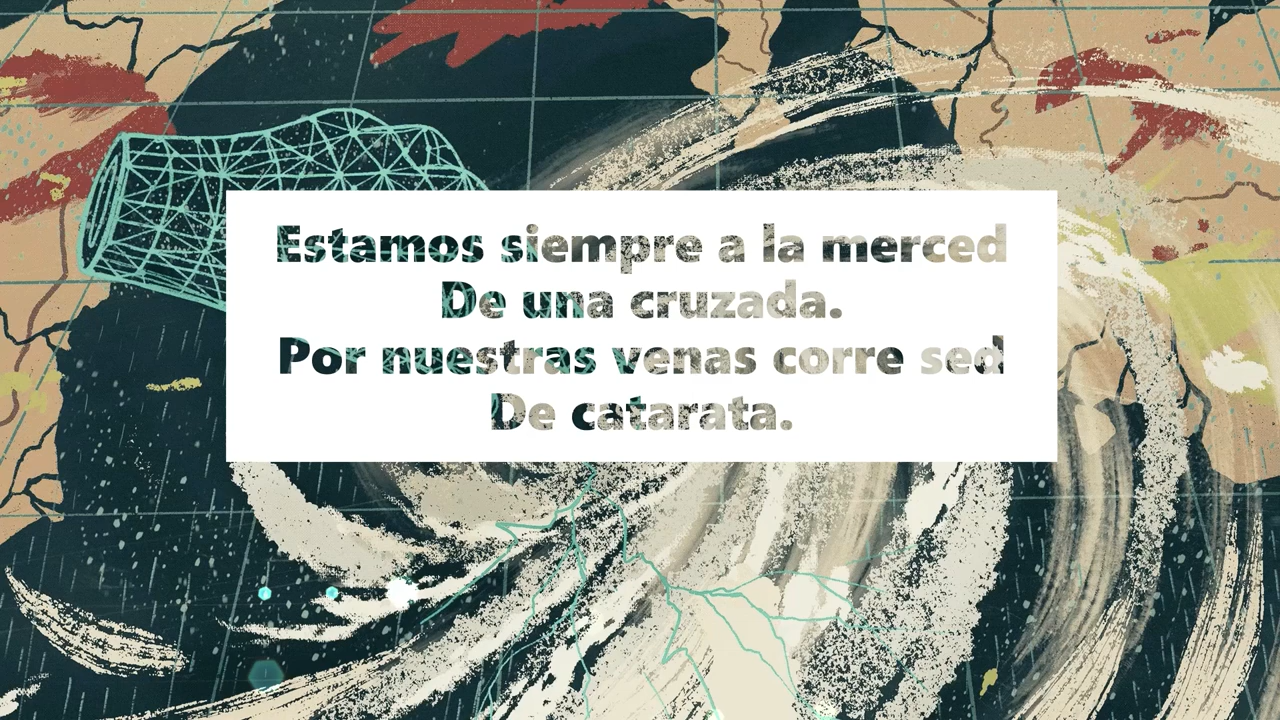 Estamos siempre a la merced
De una cruzada.
Por nuestras venas corre sed
De catarata.